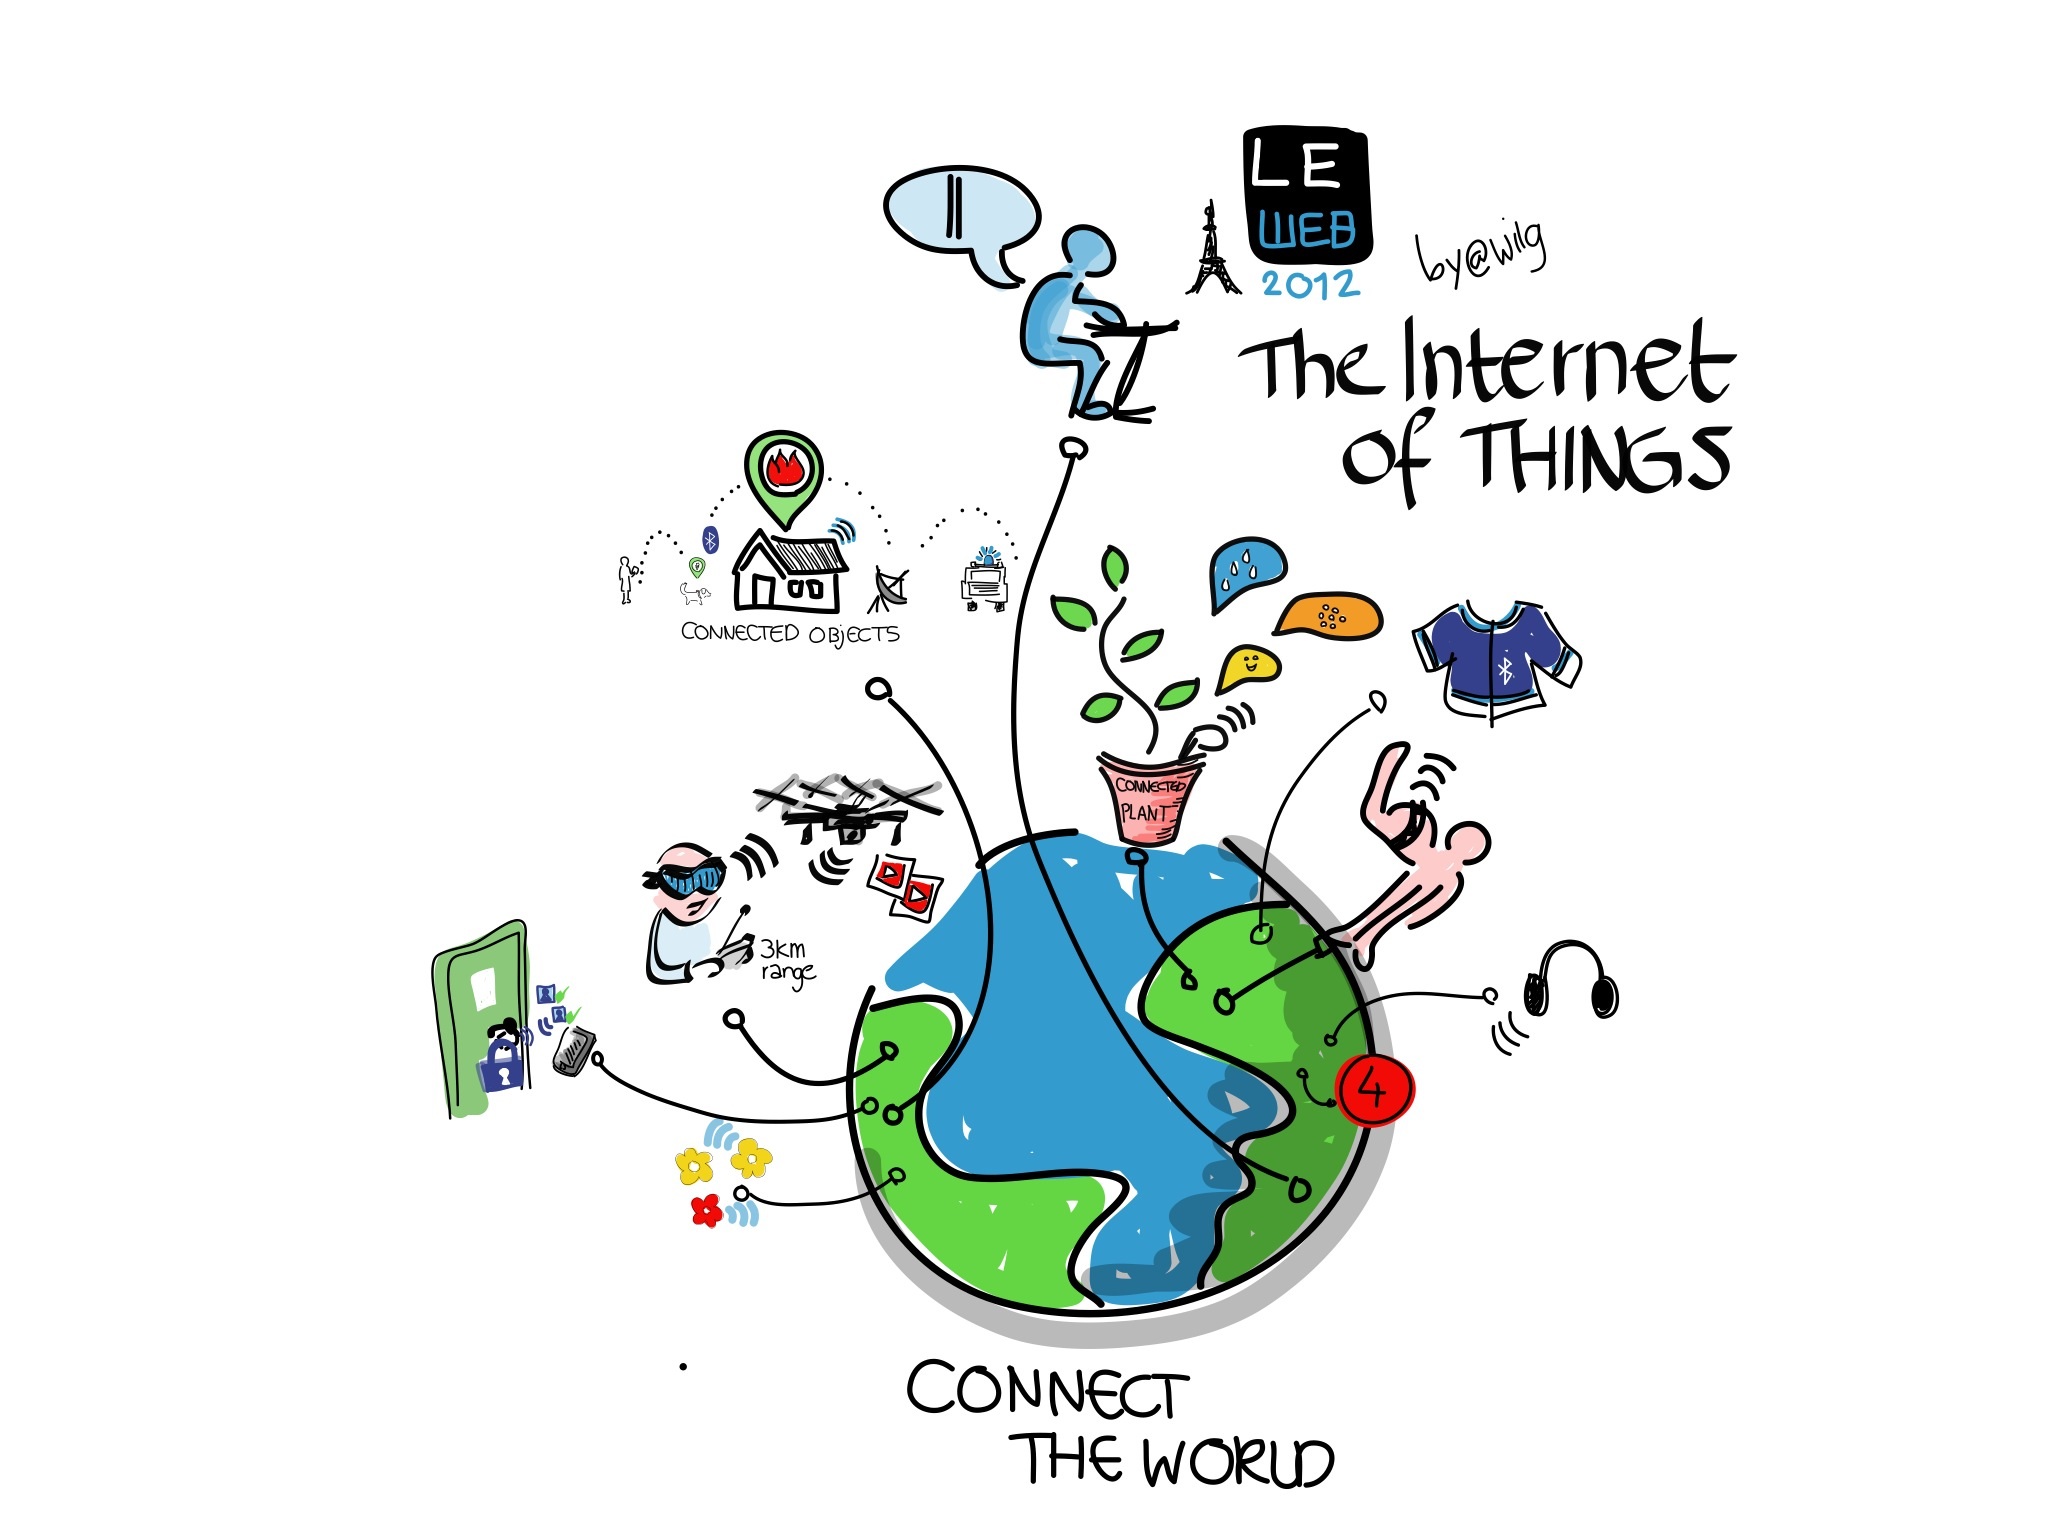 LE
WEB
2012
by @wilg
The Internet
of THINGS
CONNECTED OBJECTS
CONNECTED
PLANT
3km
range
4
CONNECT
THE WORLD